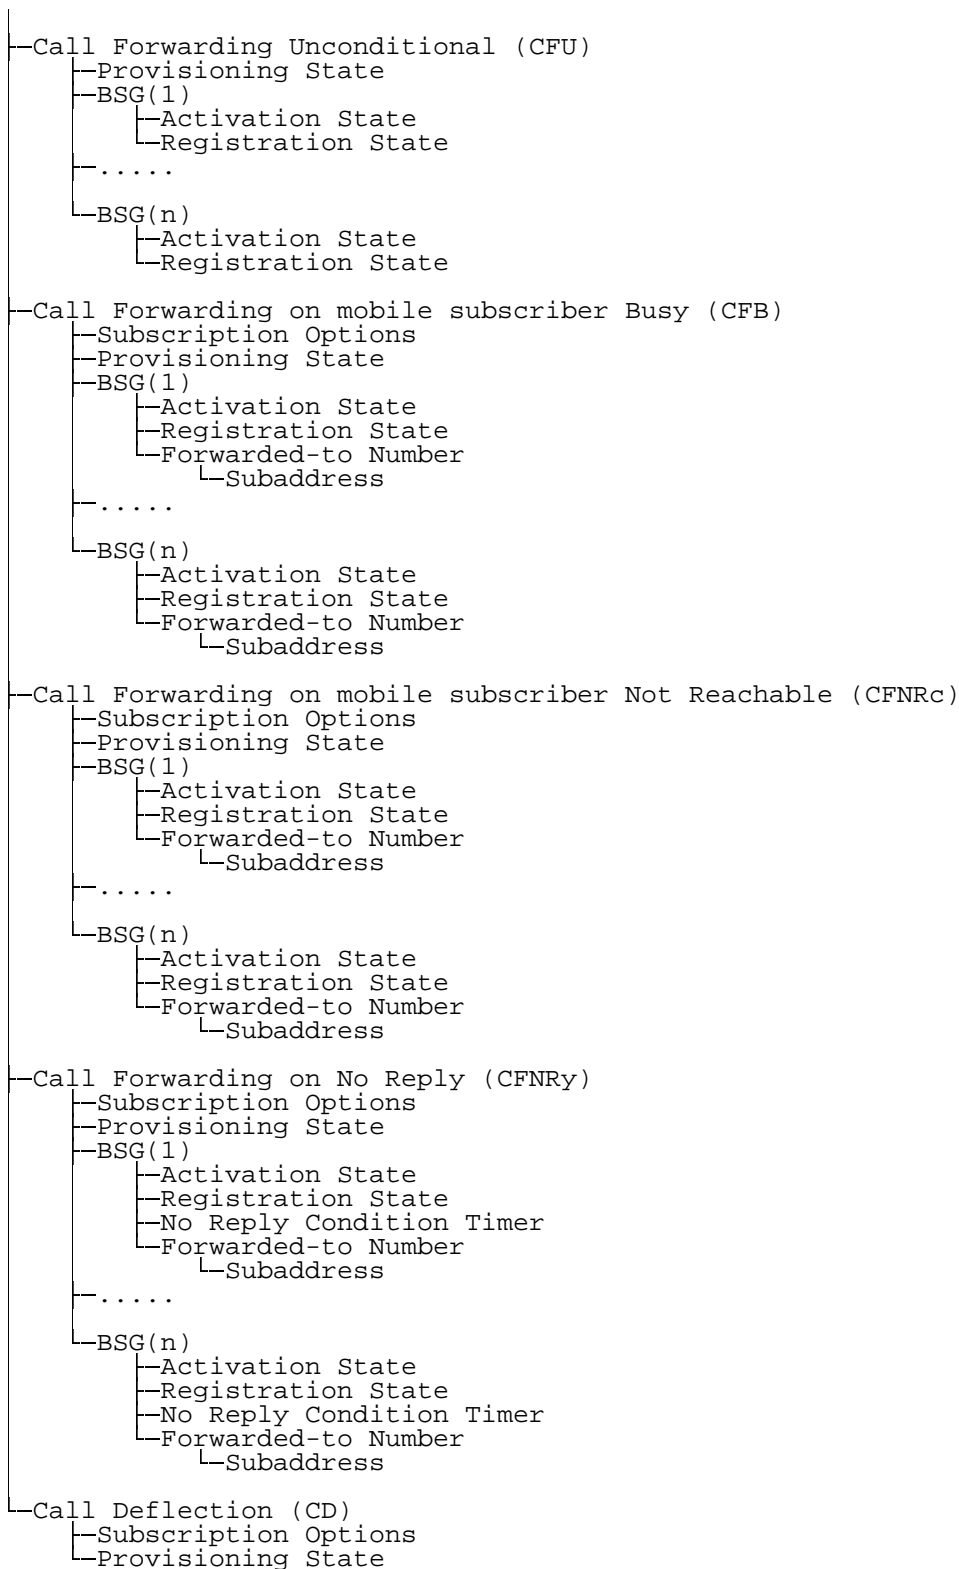 Call Forwarding Unconditional (CFU)
Provisioning State
BSG(1)
Activation State
Registration State
.....
BSG(n)
Activation State
Registration State
Call Forwarding on mobile subscriber Busy (CFB)
Subscription Options
Provisioning State
BSG(1)
Activation State
Registration State
Forwarded-to Number
Subaddress
.....
BSG(n)
Activation State
Registration State
Forwarded-to Number
Subaddress
Call Forwarding on mobile subscriber Not Reachable (CFNRc)
Subscription Options
Provisioning State
BSG(1)
Activation State
Registration State
Forwarded-to Number
Subaddress
.....
BSG(n)
Activation State
Registration State
Forwarded-to Number
Subaddress
Call Forwarding on No Reply (CFNRy)
Subscription Options
Provisioning State
BSG(1)
Activation State
Registration State
No Reply Condition Timer
Forwarded-to Number
Subaddress
.....
BSG(n)
Activation State
Registration State
No Reply Condition Timer
Forwarded-to Number
Subaddress
Call Deflection (CD)
Subscription Options
Provisioning State